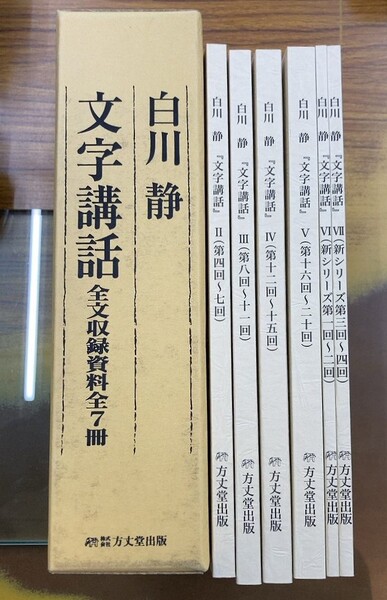 白川 静
文字講話
全文収録資料全7冊
株式会社 方丈堂出版
白川 静 『文字講話』 Ⅱ(第四回~七回) 方丈堂出版
白川 静 『文字講話』 Ⅲ(第八回~十一回) 方丈堂出版
白川 静 『文字講話』 Ⅳ(第十二回~十五回) 方丈堂出版
白川 静 『文字講話』 Ⅴ(第十六回~二十回) 方丈堂出版
白川 静 『文字講話』 Ⅵ(新シリーズ第一回~二回) 方丈堂出版
白川 静 『文字講話』 Ⅶ(新シリーズ第三回~四回) 方丈堂出版